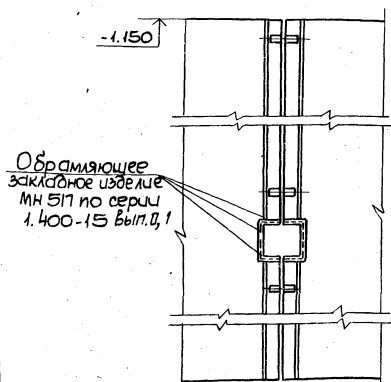 -1.150
Обрамляющее
закладное изделие
МН 517 по серии
1.400-15 Вып.0,1